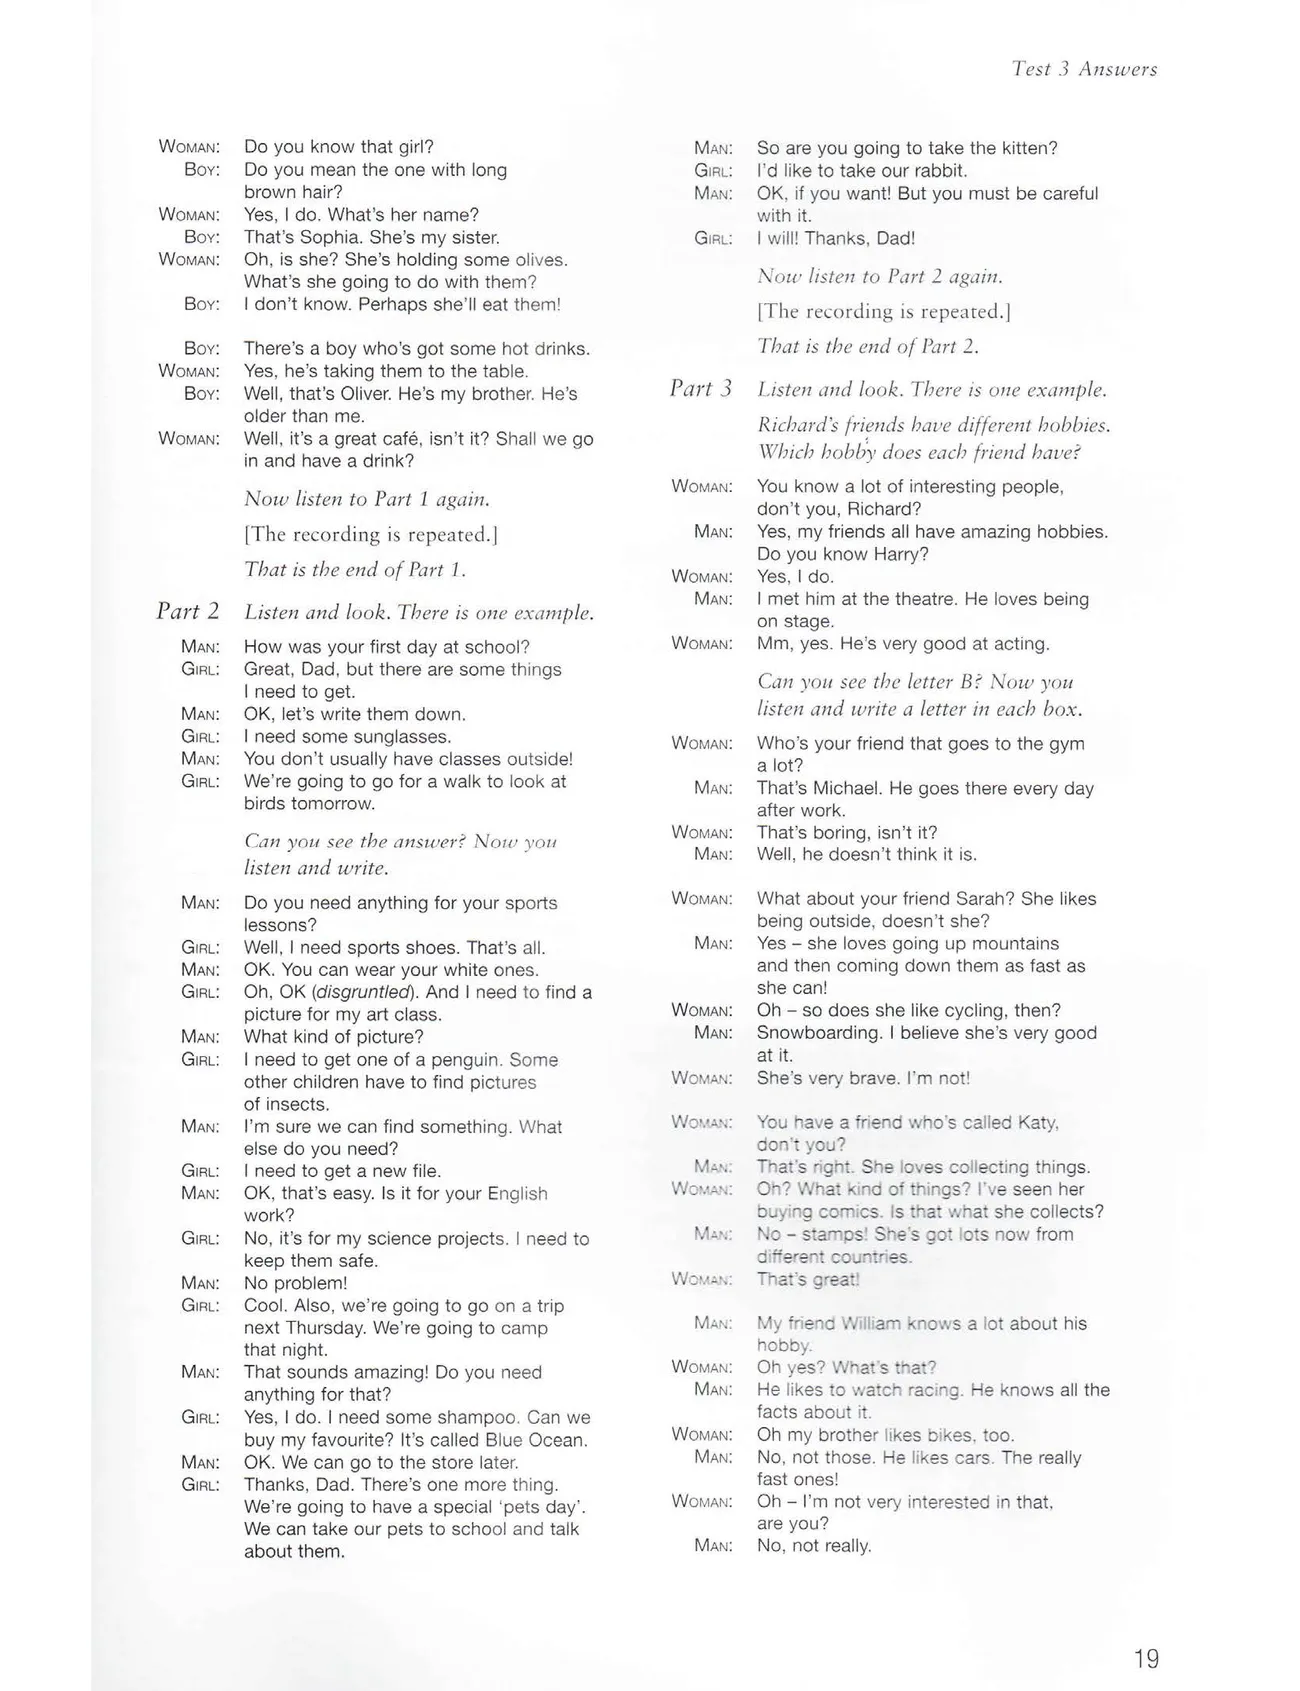 Test 3 Answers
WOMAN: Do you know that girl?
BOY: Do you mean the one with long
brown hair?
WOMAN: Yes, I do. What's her name?
BOY: That's Sophia. She's my sister.
WOMAN: Oh, is she? She's holding some olives.
What's she going to do with them?
BOY: I don't know. Perhaps she'll eat them!
BOY: There's a boy who's got some hot drinks.
WOMAN: Yes, he's taking them to the table.
BOY: Well, that's Oliver. He's my brother. He's
older than me.
WOMAN: Well, it's a great café, isn't it? Shall we go
in and have a drink?
Now listen to Part 1 again.
[The recording is repeated.]
That is the end of Part 1.
Part 2 Listen and look. There is one example.
MAN: How was your first day at school?
GIRL: Great, Dad, but there are some things
I need to get.
MAN: OK, let's write them down.
GIRL: I need some sunglasses.
MAN: You don't usually have classes outside!
GIRL: We're going to go for a walk to look at
birds tomorrow.
Can you see the answer? Now you
listen and write.
MAN: Do you need anything for your sports
lessons?
GIRL: Well, I need sports shoes. That's all.
MAN: OK. You can wear your white ones.
GIRL: Oh, OK (disgruntled). And I need to find a
picture for my art class.
MAN: What kind of picture?
GIRL: I need to get one of a penguin. Some
other children have to find pictures
of insects.
MAN: I'm sure we can find something. What
else do you need?
GIRL: I need to get a new file.
MAN: OK, that's easy. Is it for your English
work?
GIRL: No, it's for my science projects. I need to
keep them safe.
MAN: No problem!
GIRL: Cool. Also, we're going to go on a trip
next Thursday. We're going to camp
that night.
MAN: That sounds amazing! Do you need
anything for that?
GIRL: Yes, I do. I need some shampoo. Can we
buy my favourite? It's called Blue Ocean.
MAN: OK. We can go to the store later.
GIRL: Thanks, Dad. There's one more thing.
We're going to have a special 'pets day'.
We can take our pets to school and talk
about them.
MAN: So are you going to take the kitten?
GIRL: I'd like to take our rabbit.
MAN: OK, if you want! But you must be careful
with it.
GIRL: I will! Thanks, Dad!
Now listen to Part 2 again.
[The recording is repeated.]
That is the end of Part 2.
Part 3 Listen and look. There is one example.
Richard's friends have different hobbies.
Which hobby does each friend have?
WOMAN: You know a lot of interesting people,
don't you, Richard?
MAN: Yes, my friends all have amazing hobbies.
Do you know Harry?
WOMAN: Yes, I do.
MAN: I met him at the theatre. He loves being
on stage.
WOMAN: Mm, yes. He's very good at acting.
Can you see the letter B? Now you
listen and write a letter in each box.
WOMAN: Who's your friend that goes to the gym
a lot?
MAN: That's Michael. He goes there every day
after work.
WOMAN: That's boring, isn't it?
MAN: Well, he doesn't think it is.
WOMAN: What about your friend Sarah? She likes
being outside, doesn't she?
MAN: Yes – she loves going up mountains
and then coming down them as fast as
she can!
WOMAN: Oh – so does she like cycling, then?
MAN: Snowboarding. I believe she's very good
at it.
WOMAN: She's very brave. I'm not!
WOMAN: You have a friend who's called Katy,
don't you?
MAN: That's right. She loves collecting things.
WOMAN: Oh? What kind of things? I've seen her
buying comics. Is that what she collects?
MAN: No – stamps! She's got lots now from
different countries.
WOMAN: That's great!
MAN: My friend William knows a lot about his
hobby.
WOMAN: Oh yes? What's that?
MAN: He likes to watch racing. He knows all the
facts about it.
WOMAN: Oh my brother likes bikes, too.
MAN: No, not those. He likes cars. The really
fast ones!
WOMAN: Oh – I'm not very interested in that,
are you?
MAN: No, not really.
19